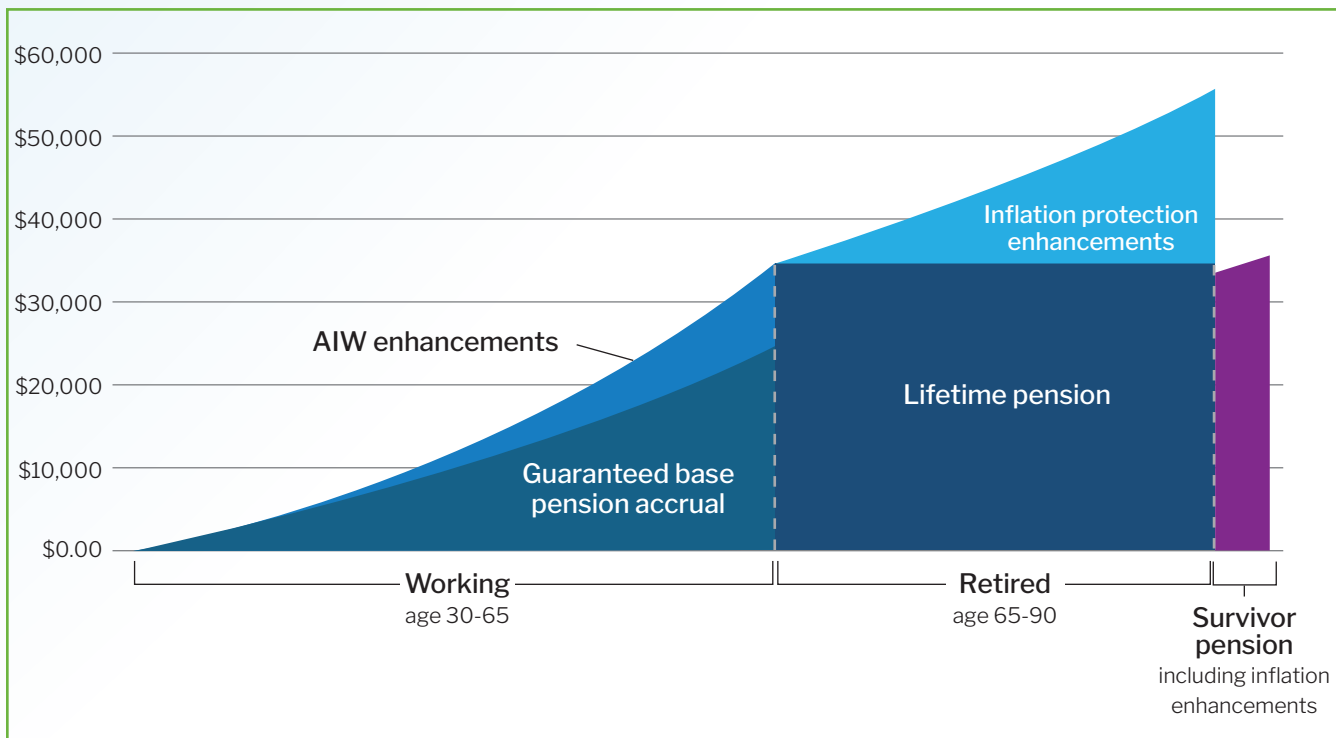 $60,000
$50,000
$40,000
$30,000
$20,000
$10,000
$0.00
AIW enhancements
Guaranteed base
pension accrual
Inflation protection
enhancements
Lifetime pension
Working
age 30-65
Retired
age 65-90
Survivor
pension
including inflation
enhancements